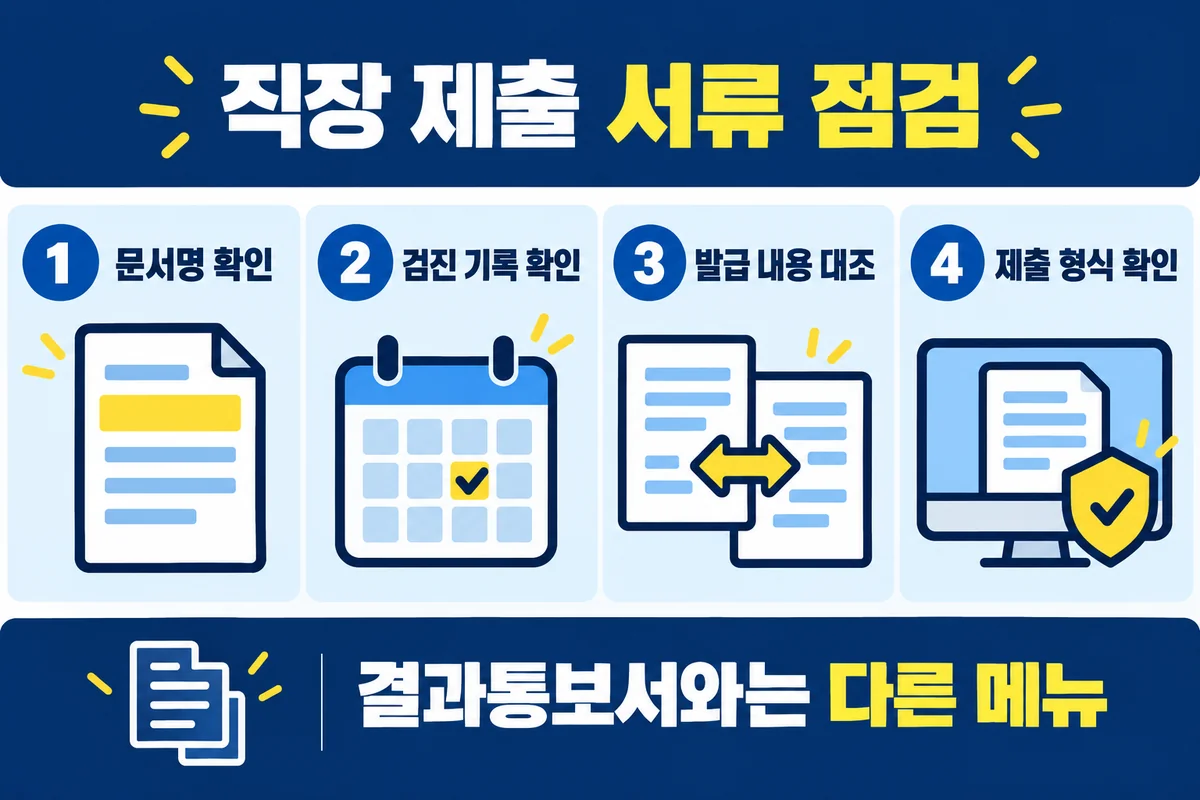 직장 제출 서류 점검
1 문서명 확인
2 검진 기록 확인
3 발급 내용 대조
4 제출 형식 확인
결과통보서와는 다른 메뉴